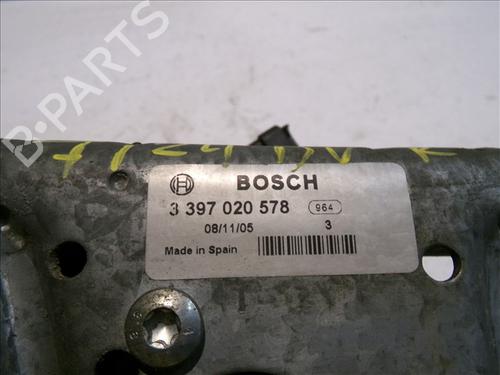 B-PARTS
BOSCH
3 397 020 578 964
08/11/05 3
Made in Spain